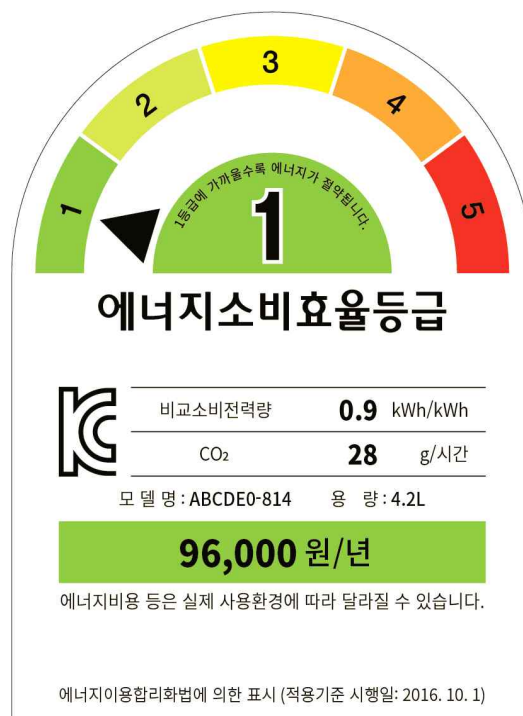 1 2 3 4 5
1등급에 가까울수록 에너지가 절약됩니다.
1
에너지소비효율등급
비교소비전력량 0.9 kWh/kWh
CO₂ 28 g/시간
모 델 명 : ABCDE0-814 용 량 : 4.2L
96,000 원/년
에너지비용 등은 실제 사용환경에 따라 달라질 수 있습니다.
에너지이용합리화법에 의한 표시 (적용기준 시행일: 2016. 10. 1)